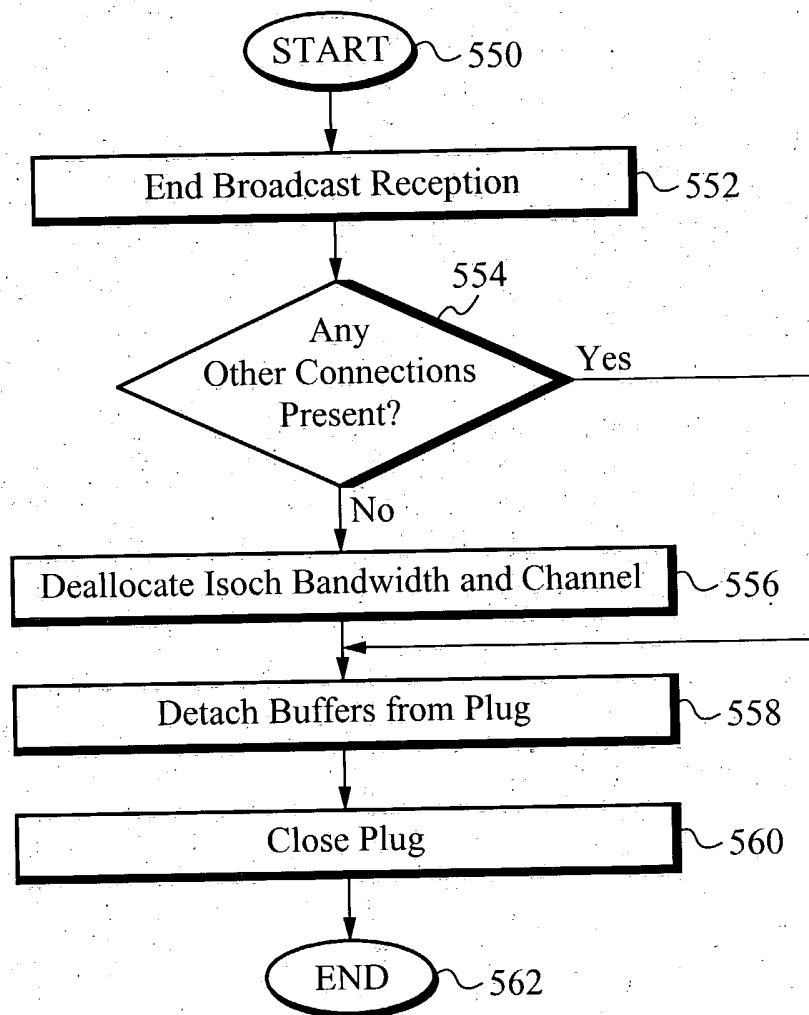 START
550
End Broadcast Reception
552
554
Any
Other Connections
Present?
Yes
No
Deallocate Isoch Bandwidth and Channel
556
Detach Buffers from Plug
558
Close Plug
560
END
562